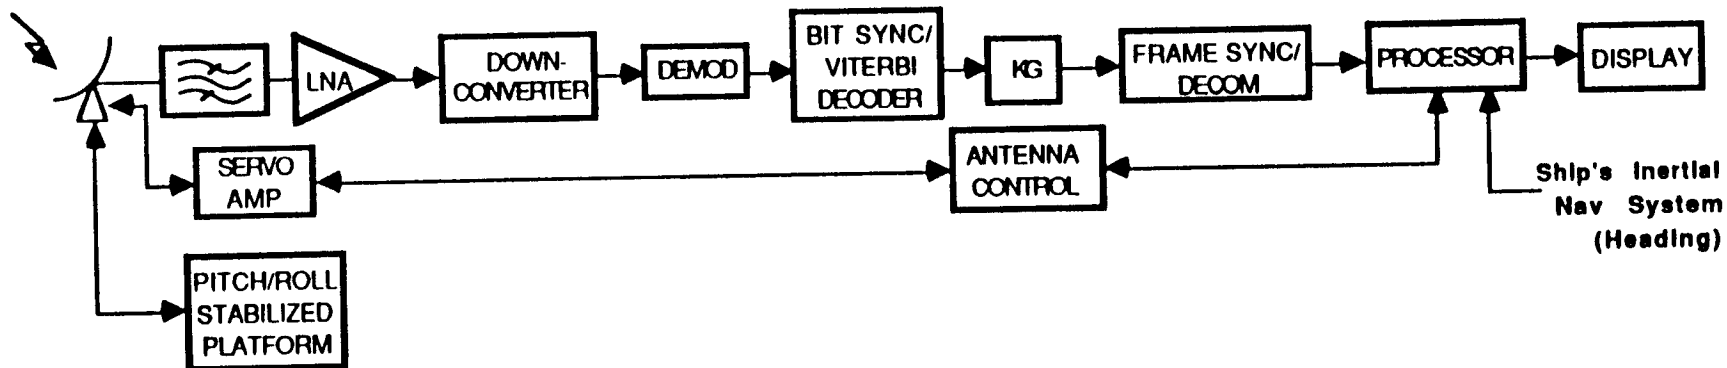 LNA
DOWN-
CONVERTER
DEMOD
BIT SYNC/
VITERBI
DECODER
KG
FRAME SYNC/
DECOM
PROCESSOR
DISPLAY
SERVO
AMP
ANTENNA
CONTROL
Ship's Inertial
Nav System
(Heading)
PITCH/ROLL
STABILIZED
PLATFORM